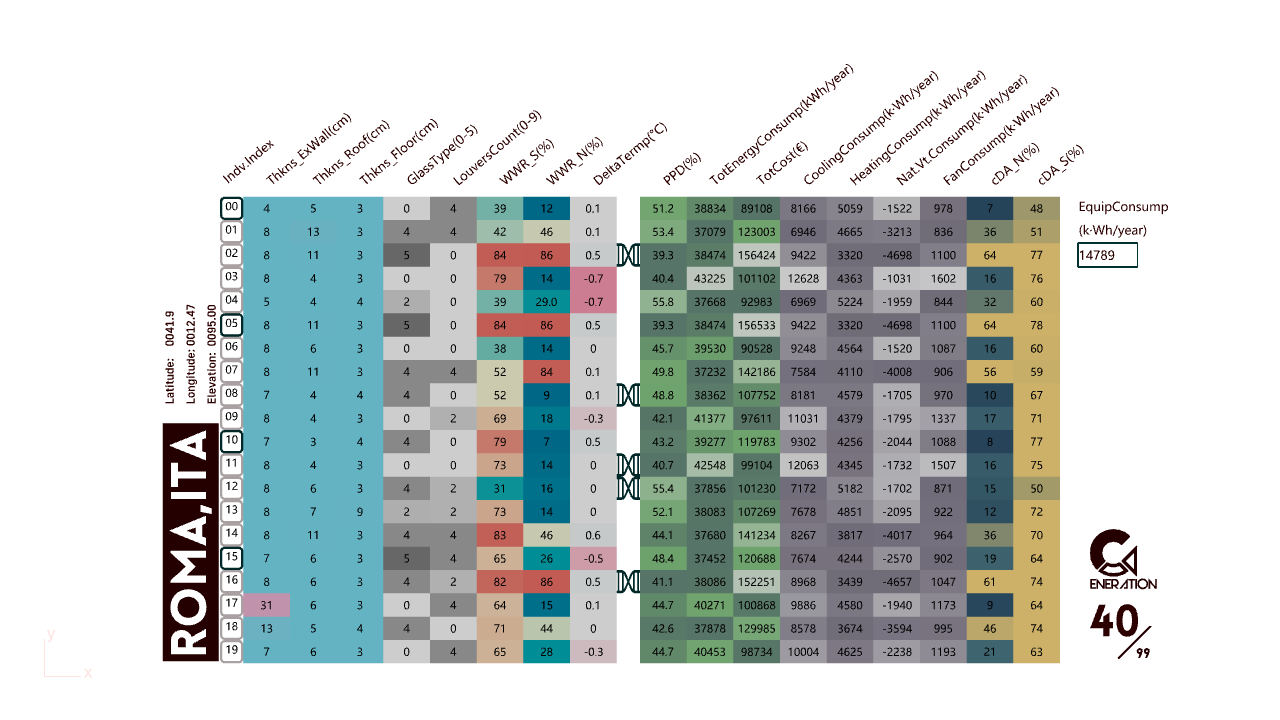 Indv.Index Thkns_ExWall(cm) Thkns_Roof(cm) Thkns_Floor(cm) GlassType(0-5) LouversCount(0-9) WWR_S(%) WWR_N(%) DeltaTermp(°C) PPD(%) TotEnergyConsump(kWh/year) TotCost(€) CoolingConsump(k·Wh/year) HeatingConsump(k·Wh/year) Nat.Vt.Consump(k·Wh/year) FanConsump(k·Wh/year) cDA_N(%) cDA_S(%)
00 4 5 3 0 4 39 12 0.1 51.2 38834 89108 8166 5059 -1522 978 7 48
01 8 13 3 4 4 42 46 0.1 53.4 37079 123003 6946 4665 -3213 836 36 51
02 8 11 3 5 0 84 86 0.5 39.3 38474 156424 9422 3320 -4698 1100 64 77
03 8 4 3 0 0 79 14 -0.7 40.4 43225 101102 12628 4363 -1031 1602 16 76
04 5 4 4 2 0 39 29.0 -0.7 55.8 37668 92983 6969 5224 -1959 844 32 60
05 8 11 3 5 0 84 86 0.5 39.3 38474 156533 9422 3320 -4698 1100 64 78
06 8 6 3 0 0 38 14 0 45.7 39530 90528 9248 4564 -1520 1087 16 60
07 8 11 3 4 4 52 84 0.1 49.8 37232 142186 7584 4110 -4008 906 56 59
08 7 4 4 4 0 52 9 0.1 48.8 38362 107752 8181 4579 -1705 970 10 67
09 8 4 3 0 2 69 18 -0.3 42.1 41377 97611 11031 4379 -1795 1337 17 71
10 7 3 4 4 0 79 7 0.5 43.2 39277 119783 9302 4256 -2044 1088 8 77
11 8 4 3 0 0 73 14 0 40.7 42548 99104 12063 4345 -1732 1507 16 75
12 8 6 3 4 2 31 16 0 55.4 37856 101230 7172 5182 -1702 871 15 50
13 8 7 9 2 2 73 14 0 52.1 38083 107269 7678 4851 -2095 922 12 72
14 8 11 3 4 4 83 46 0.6 44.1 37680 141234 8267 3817 -4017 964 36 70
15 7 6 3 5 4 65 26 -0.5 48.4 37452 120688 7674 4244 -2570 902 19 64
16 8 6 3 4 2 82 86 0.5 41.1 38086 152251 8968 3439 -4657 1047 61 74
17 31 6 3 0 4 64 15 0.1 44.7 40271 100868 9886 4580 -1940 1173 9 64
18 13 5 4 4 0 71 44 0 42.6 37878 129985 8578 3674 -3594 995 46 74
19 7 6 3 0 4 65 28 -0.3 44.7 40453 98734 10004 4625 -2238 1193 21 63
EquipConsump
(k·Wh/year)
14789
Latitude: 0041.9
Longitude: 0012.47
Elevation: 0095.00
ROMA,ITA
ENERATION
40/99
y
x